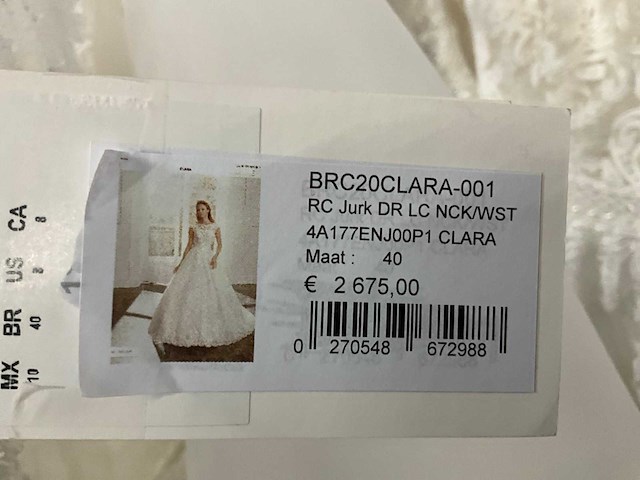 BRC20CLARA-001
RC Jurk DR LC NCK/WST
4A177ENJ00P1 CLARA
Maat : 40
€ 2 675,00
0 270548 672988
CA 8
US 8
BR 40
MX 10
1